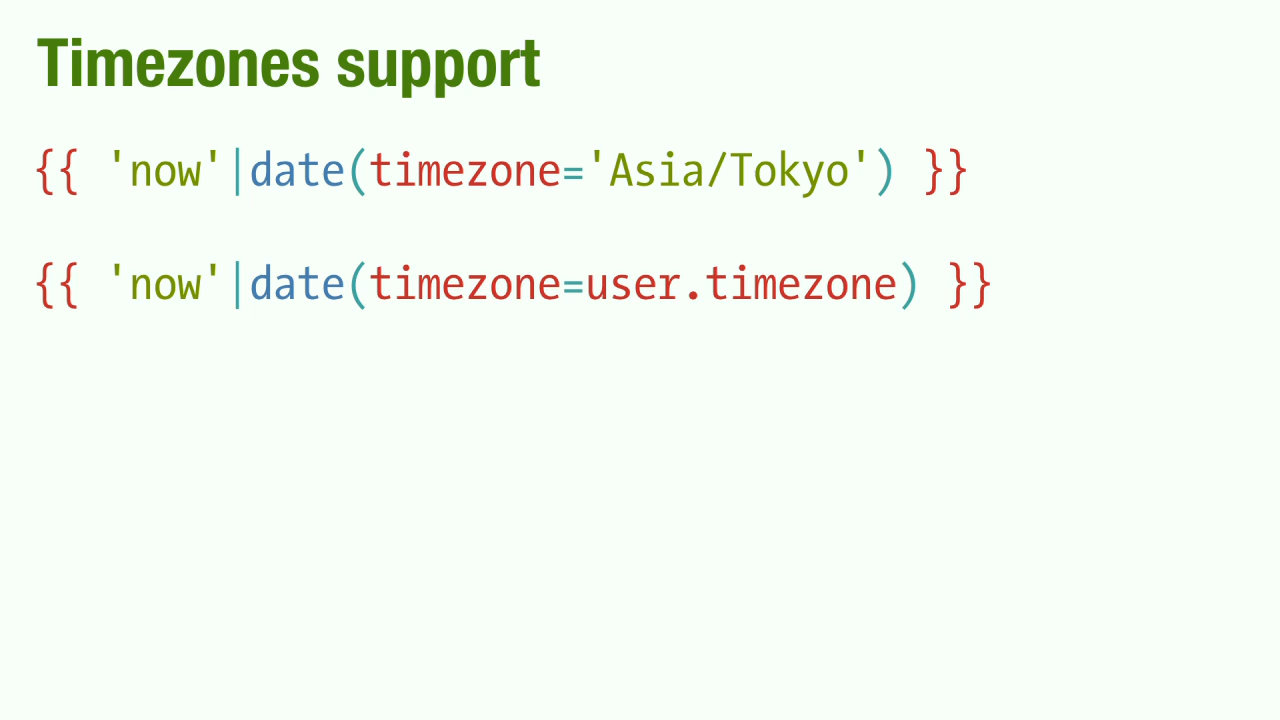 Timezones support
{{ 'now'|date(timezone='Asia/Tokyo') }}
{{ 'now'|date(timezone=user.timezone) }}